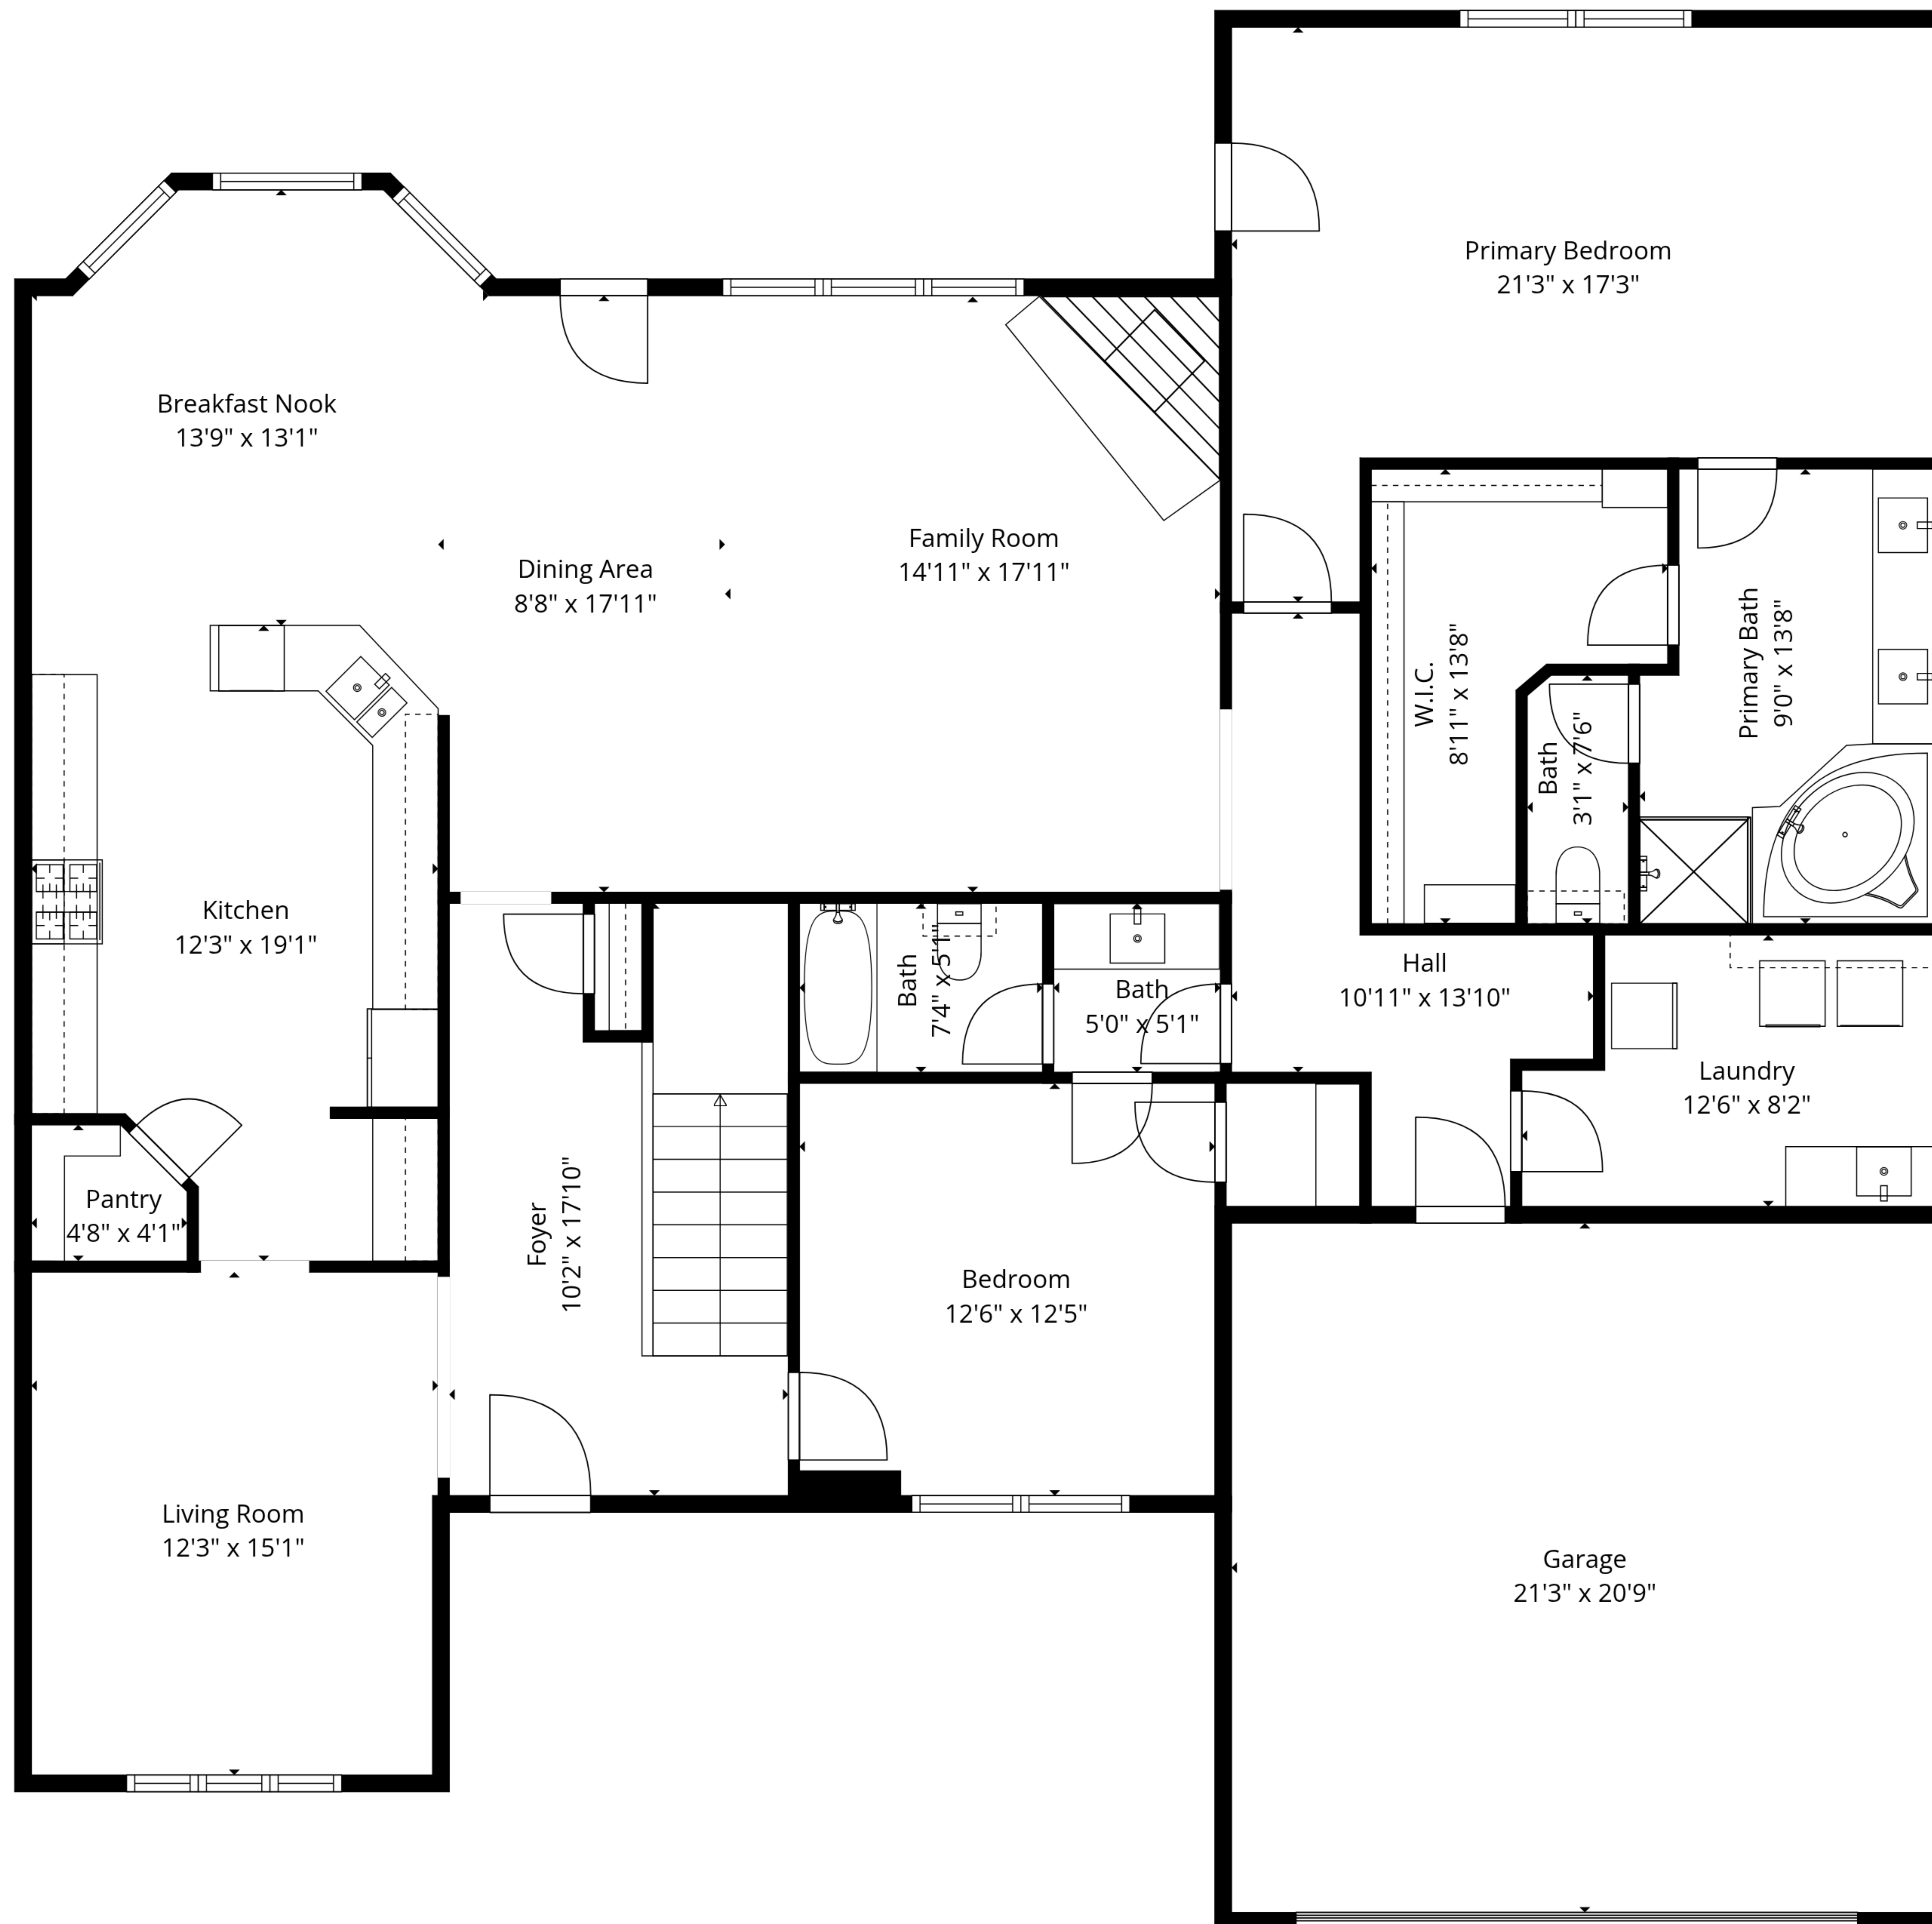 Primary Bedroom
21'3" x 17'3"
Breakfast Nook
13'9" x 13'1"
Family Room
14'11" x 17'11"
Dining Area
8'8" x 17'11"
W.I.C.
8'11" x 13'8"
Primary Bath
9'0" x 13'8"
Bath
3'1" x 7'6"
Kitchen
12'3" x 19'1"
Bath
7'4" x 5'1"
Bath
5'0" x 5'1"
Hall
10'11" x 13'10"
Laundry
12'6" x 8'2"
Pantry
4'8" x 4'1"
Foyer
10'2" x 17'10"
Bedroom
12'6" x 12'5"
Living Room
12'3" x 15'1"
Garage
21'3" x 20'9"